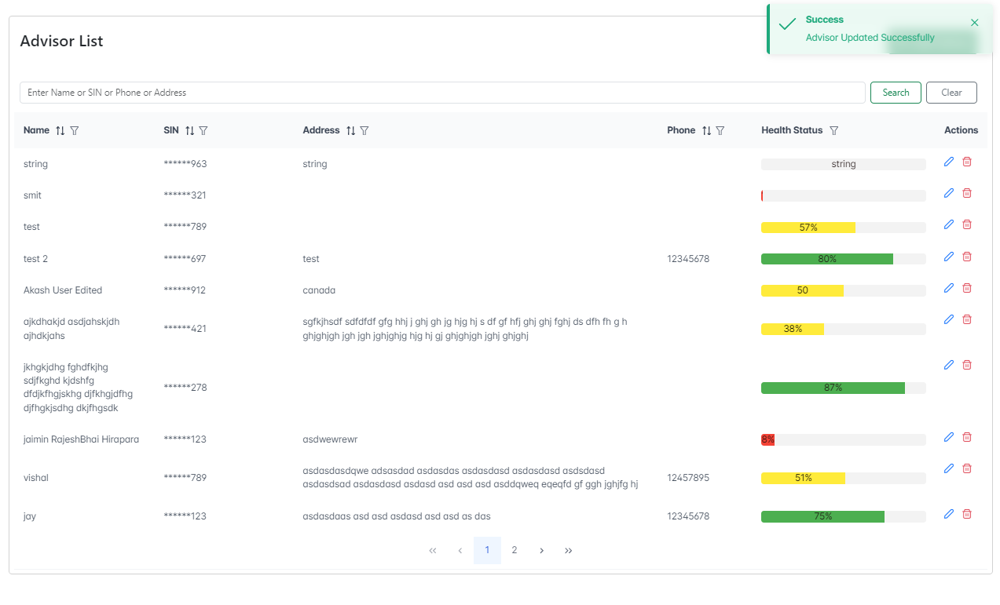 Success
Advisor Updated Successfully
Advisor List
Enter Name or SIN or Phone or Address
Search Clear
Name SIN Address Phone Health Status Actions
string ******963 string string
smit ******321
test ******789 57%
test 2 ******697 test 12345678 80%
Akash User Edited ******912 canada 50
ajkdhakjd asdjahskjdh
ajhdkjahs
******421
sgfkjhsdf sdfdfdf gfg hhj j ghj gh jg hjg hj s df gf hfj ghj ghj fghj ds dfh fh g h
ghjghjgh jgh jgh jghjghjg hjg hj gj ghjghjgh jghj ghjghj
38%
jkhgkjdhg fghdfkjhg
sdjfkghd kjdshfg
dfdjkfhgjskhg djfkhgjdfhg
djfhgkjsdhg dkjfhgsdk
******278
87%
jaimin RajeshBhai Hirapara ******123 asdwewrewr 8%
vishal ******789
asdasdasdqwe adsasdad asdasdas asdasdasd asdasdasd asdsdasd
asdasdsad asdasdasd asdasd asd asd asd asddqweq eqeqfd gf ggh jghjfg hj
12457895 51%
jay ******123 asdasdaas asd asd asdasd asd asd as das 12345678 75%
« ‹ 1 2 › »